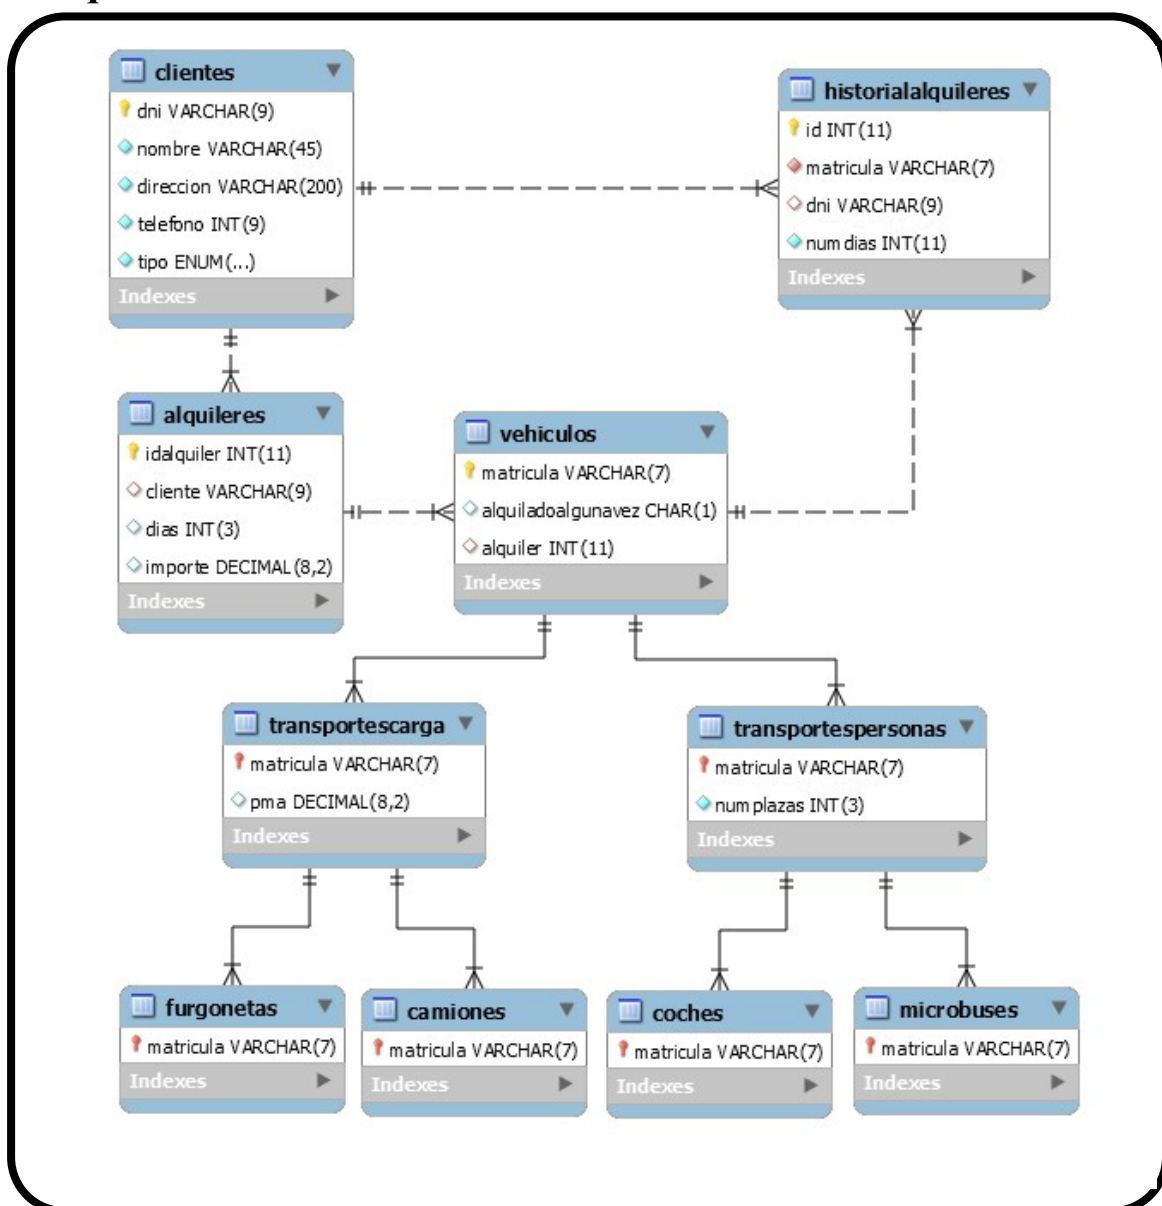 clientes
dni VARCHAR(9)
nombre VARCHAR(45)
direccion VARCHAR(200)
telefono INT(9)
tipo ENUM(...)
Indexes
historialalquileres
id INT(11)
matricula VARCHAR(7)
dni VARCHAR(9)
numdias INT(11)
Indexes
alquileres
idalquiler INT(11)
cliente VARCHAR(9)
dias INT(3)
importe DECIMAL(8,2)
Indexes
vehiculos
matricula VARCHAR(7)
alquiladoalgunavez CHAR(1)
alquiler INT(11)
Indexes
transportescarga
matricula VARCHAR(7)
pma DECIMAL(8,2)
Indexes
transportespersonas
matricula VARCHAR(7)
numplazas INT(3)
Indexes
furgonetas
matricula VARCHAR(7)
Indexes
camiones
matricula VARCHAR(7)
Indexes
coches
matricula VARCHAR(7)
Indexes
microbuses
matricula VARCHAR(7)
Indexes